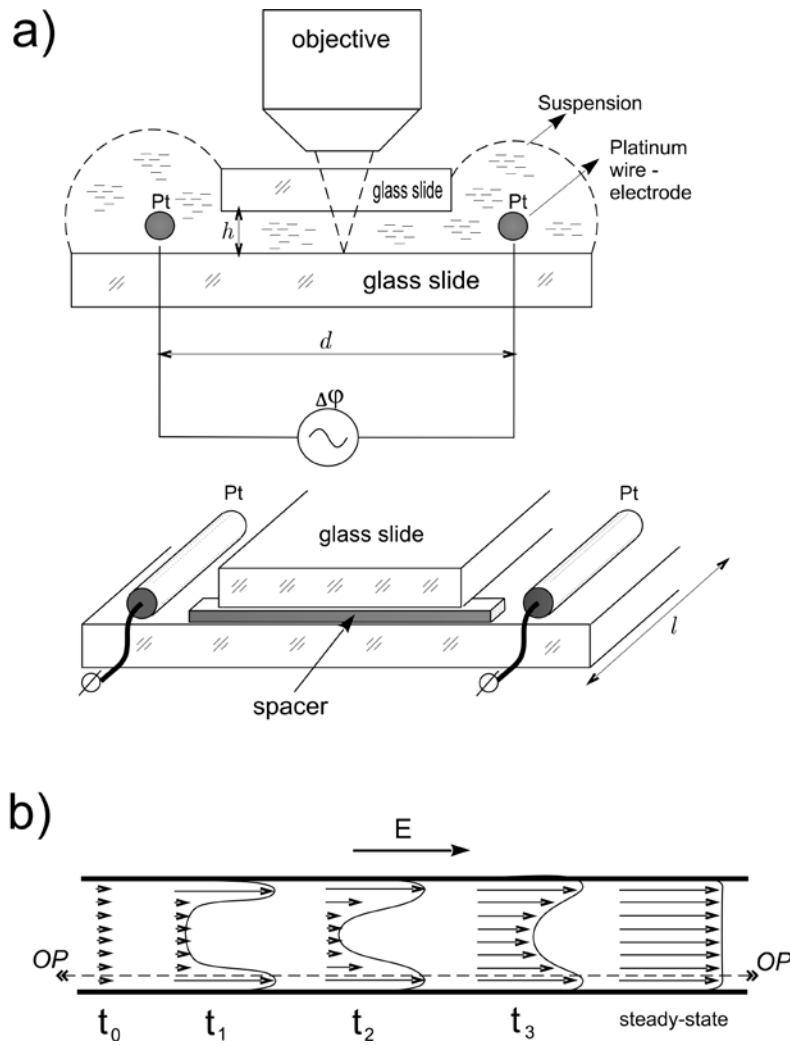 a)
objective
Suspension
Platinum
wire -
electrode
glass slide
Pt
Pt
h
glass slide
d
Δφ
Pt
Pt
glass slide
l
spacer
b)
E
OP
OP
t₀
t₁
t₂
t₃
steady-state